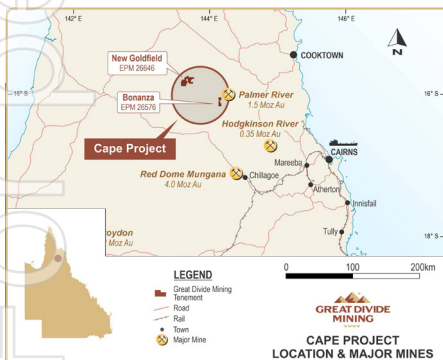 142° E
144° E
146° E
COOKTOWN
N
New Goldfield
EPM 26646
16° S
16° S
Bonanza
EPM 26576
Palmer River
1.5 Moz Au
Hodgkinson River
0.35 Moz Au
Cape Project
CAIRNS
Mareeba
Red Dome Mungana
4.0 Moz Au
Chillagoe
Atherton
Innisfail
Tully
18° S
roydon
Moz Au
0
100
200km
LEGEND
Great Divide Mining
Tenement
Road
Rail
Town
Major Mine
GREAT DIVIDE
MINING
CAPE PROJECT
LOCATION & MAJOR MINES